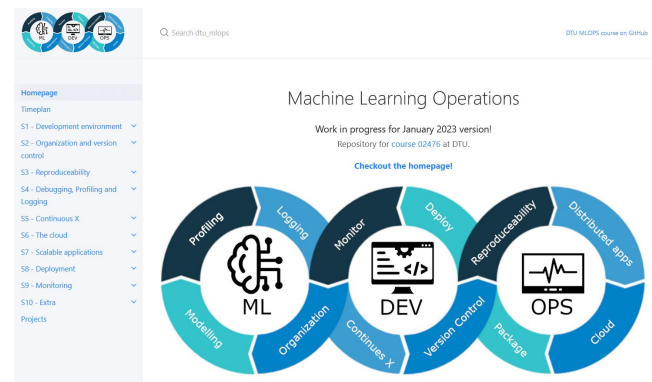 ML DEV OPS
Search dtu_mlops
DTU MLOPS course on GitHub
Homepage
Timeplan
S1 - Development environment
S2 - Organization and version
control
S3 - Reproduceability
S4 - Debugging, Profiling and
Logging
S5 - Continuous X
S6 - The cloud
S7 - Scalable applications
S8 - Deployment
S9 - Monitoring
S10 - Extra
Projects
Machine Learning Operations
Work in progress for January 2023 version!
Repository for course 02476 at DTU.
Checkout the homepage!
Profiling
Logging
Monitor
Deploy
Reproduceability
Distributed apps
ML
DEV
OPS
Modelling
Organization
Continues X
Version Control
Package
Cloud